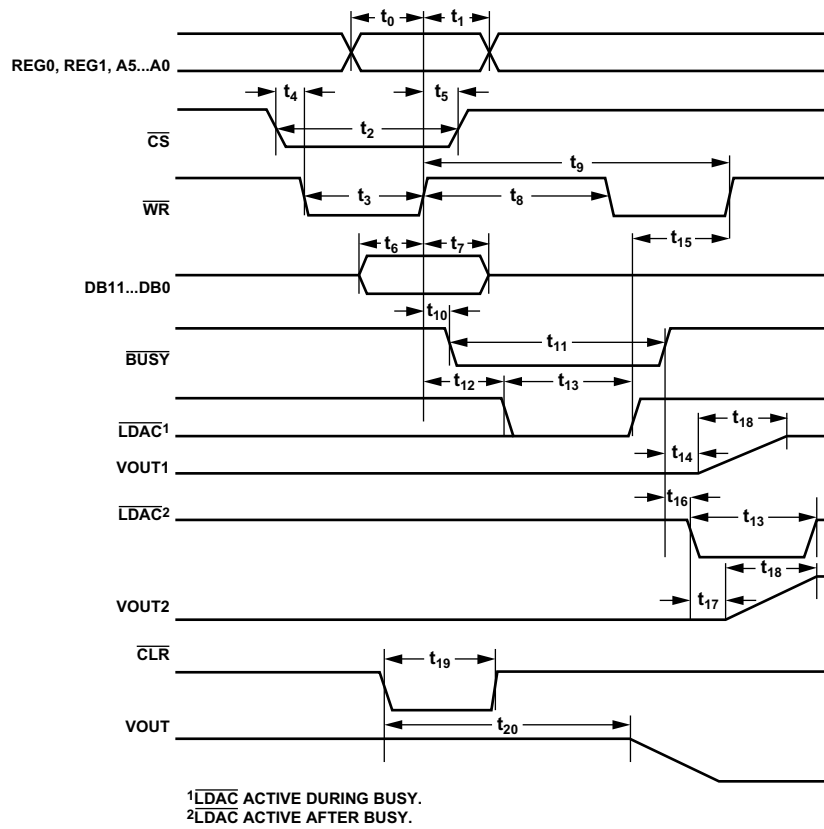 t0 t1
REG0, REG1, A5...A0
t4 t5
t2
CS
t9
t3 t8
WR
t15
t6 t7
DB11...DB0
t10
t11
BUSY
t12 t13
t18
LDAC1
t14
VOUT1
t16
LDAC2
t13
t18
VOUT2
t17
CLR
t19
VOUT
t20
1LDAC ACTIVE DURING BUSY.
2LDAC ACTIVE AFTER BUSY.